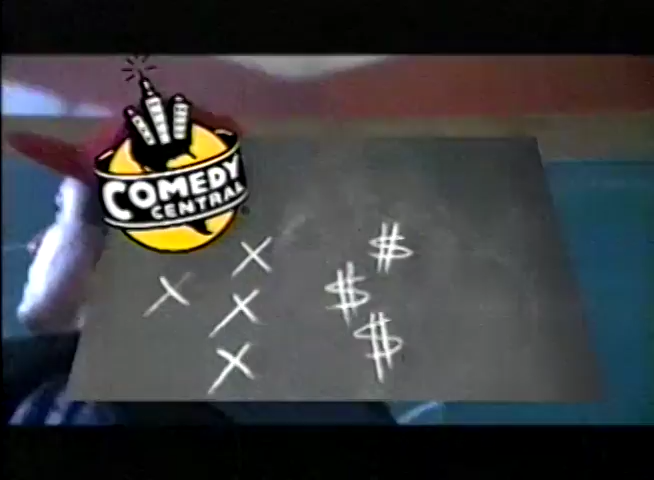 COMEDY
CENTRAL
®
X $
X $
X
X $